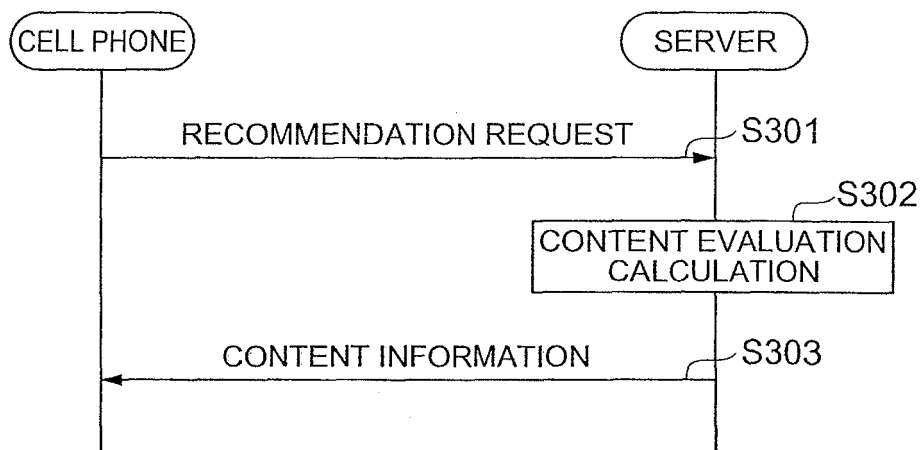 CELL PHONE
SERVER
RECOMMENDATION REQUEST
S301
S302
CONTENT EVALUATION
CALCULATION
CONTENT INFORMATION
S303